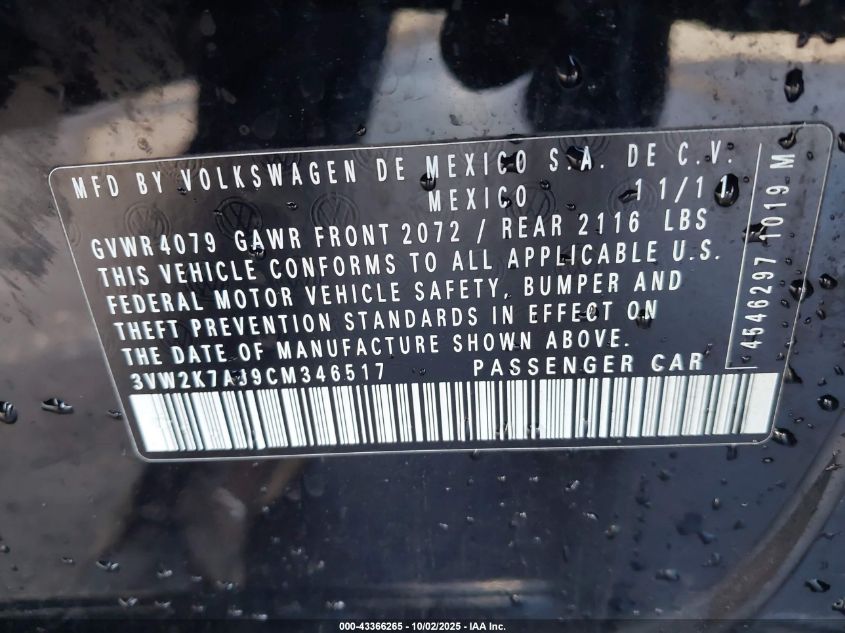 MFD BY VOLKSWAGEN DE MEXICO S.A. DE C.V.
MEXICO 11/11
GVWR4079 GAWR FRONT 2072 / REAR 2116 LBS
THIS VEHICLE CONFORMS TO ALL APPLICABLE U.S.
FEDERAL MOTOR VEHICLE SAFETY, BUMPER AND
THEFT PREVENTION STANDARDS IN EFFECT ON
THE DATE OF MANUFACTURE SHOWN ABOVE.
3VW2K7AJ9CM346517 PASSENGER CAR
4546297 1019 M
000-43366265 - 10/02/2025 - IAA Inc.